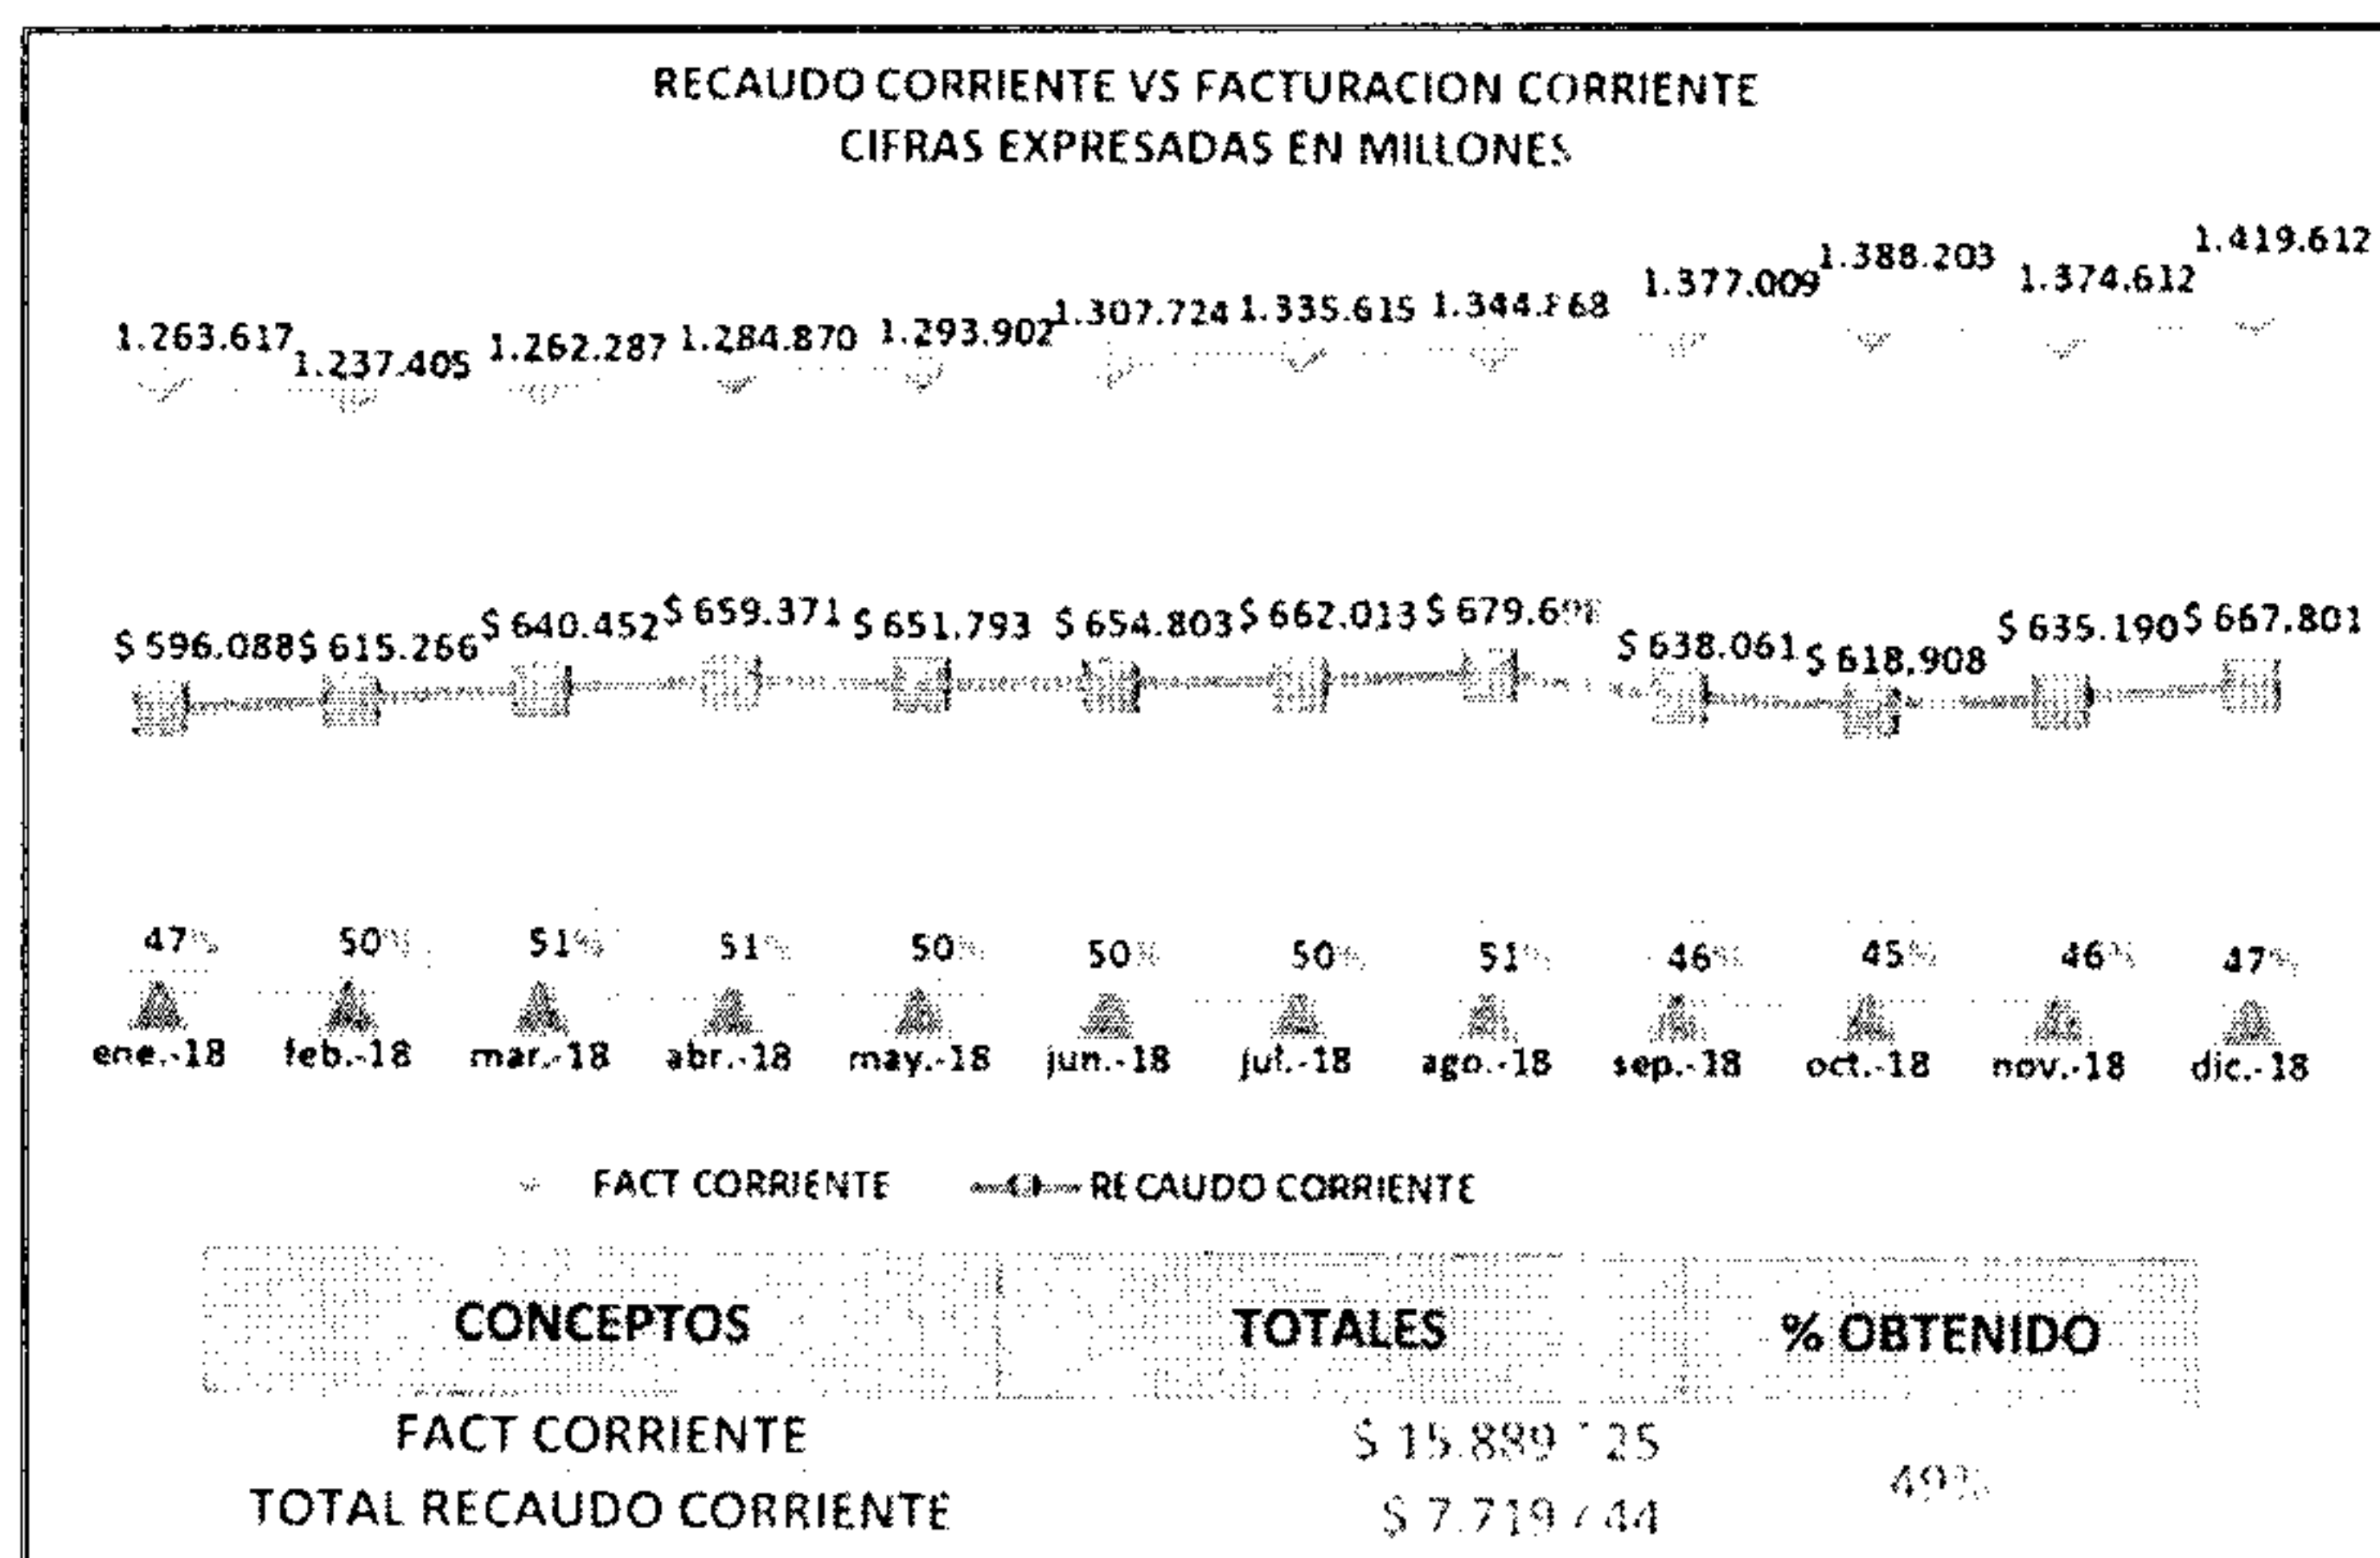 RECAUDO CORRIENTE VS FACTURACION CORRIENTE
CIFRAS EXPRESADAS EN MILLONES
1.263.617 1.237.405 1.262.287 1.284.870 1.293.902 1.307.724 1.335.615 1.377.009 1.388.203 1.374.612 1.419.612
$ 596.088 $ 615.266 $ 640.452 $ 659.371 $ 651.793 $ 654.803 $ 662.013 $ 638.061 $ 618.908 $ 635.190 $ 667.801
47% 50% 51% 51% 50% 50% 50% 51% 46% 45% 46% 47%
ene.-18 feb.-18 mar.-18 abr.-18 may.-18 jun.-18 jul.-18 ago.-18 sep.-18 oct.-18 nov.-18 dic.-18
FACT CORRIENTE RECAUDO CORRIENTE
CONCEPTOS TOTALES % OBTENIDO
FACT CORRIENTE
49%
TOTAL RECAUDO CORRIENTE